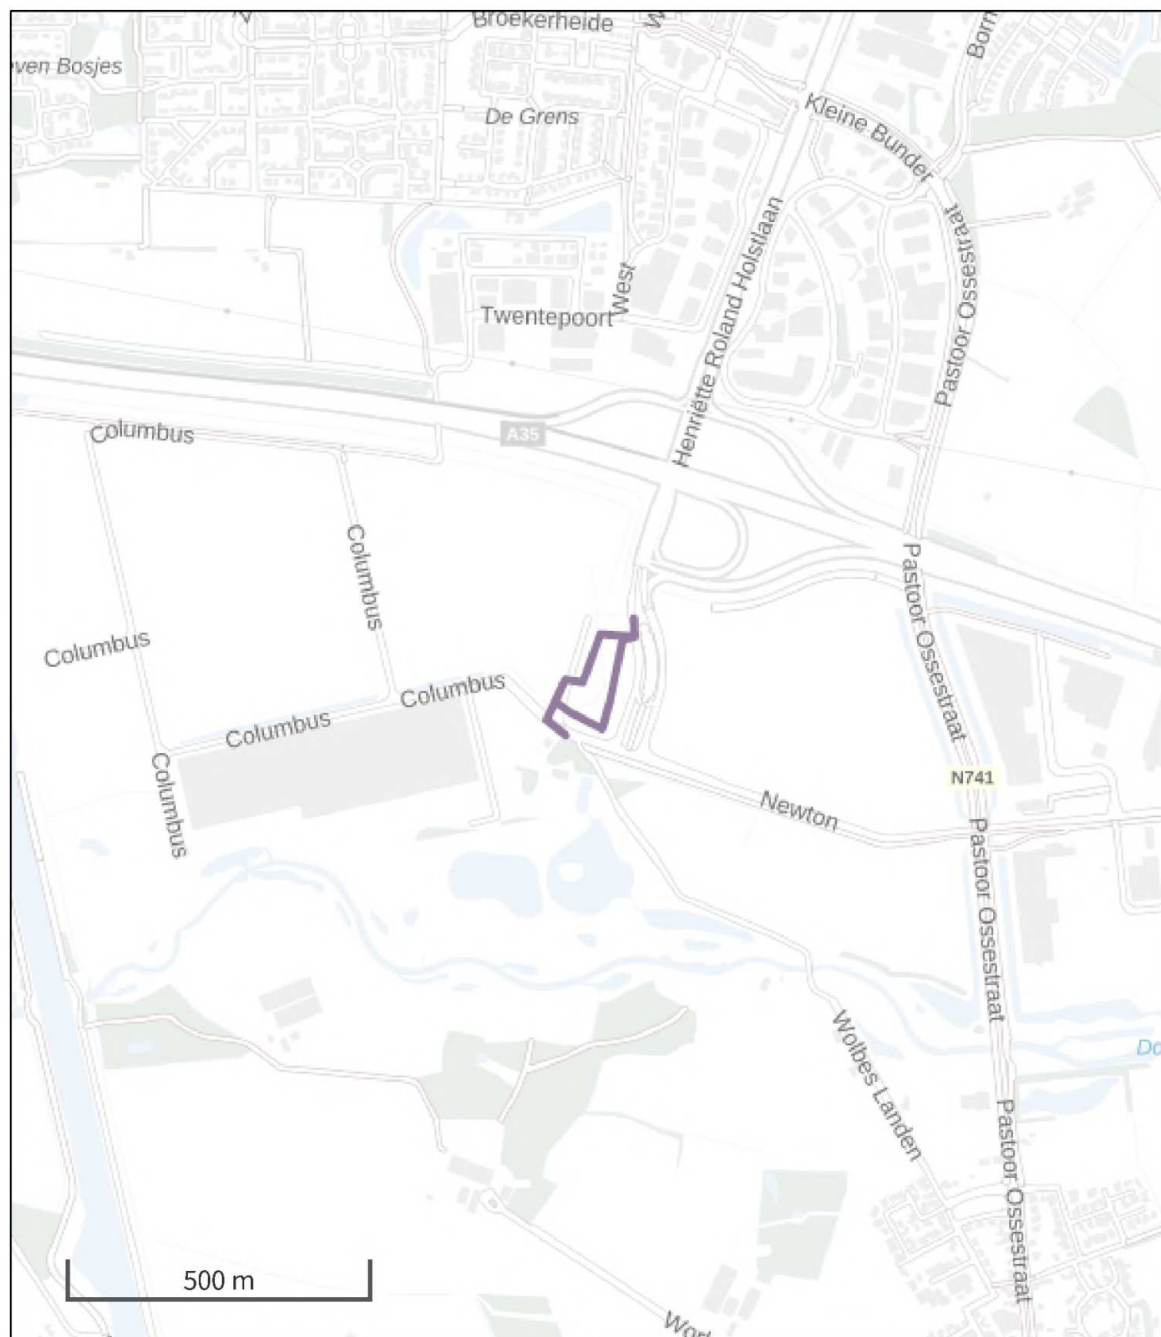 Broekerheide
ven Bosjes
De Grens
Kleine Bunder
West
Twentepoort
Henriëtte Roland Holstlaan
Pastoor Ossestraat
Columbus
A35
Columbus
Columbus
Pastoor Ossestraat
Columbus
Columbus
Columbus
N741
Newton
Pastoor Ossestraat
Wolbes Landen
Pastoor Ossestraat
500 m